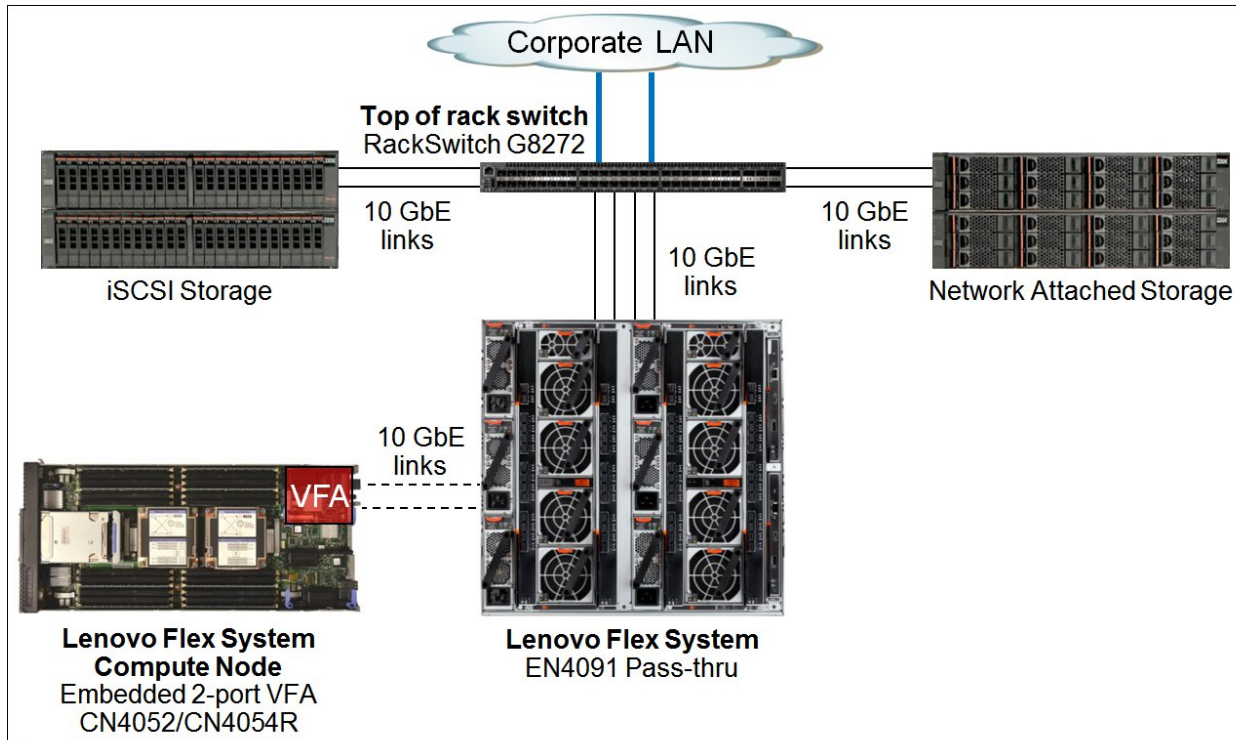 Corporate LAN
Top of rack switch
RackSwitch G8272
10 GbE
links
10 GbE
links
10 GbE
links
iSCSI Storage
Network Attached Storage
10 GbE
links
VFA
Lenovo Flex System
Compute Node
Embedded 2-port VFA
CN4052/CN4054R
Lenovo Flex System
EN4091 Pass-thru